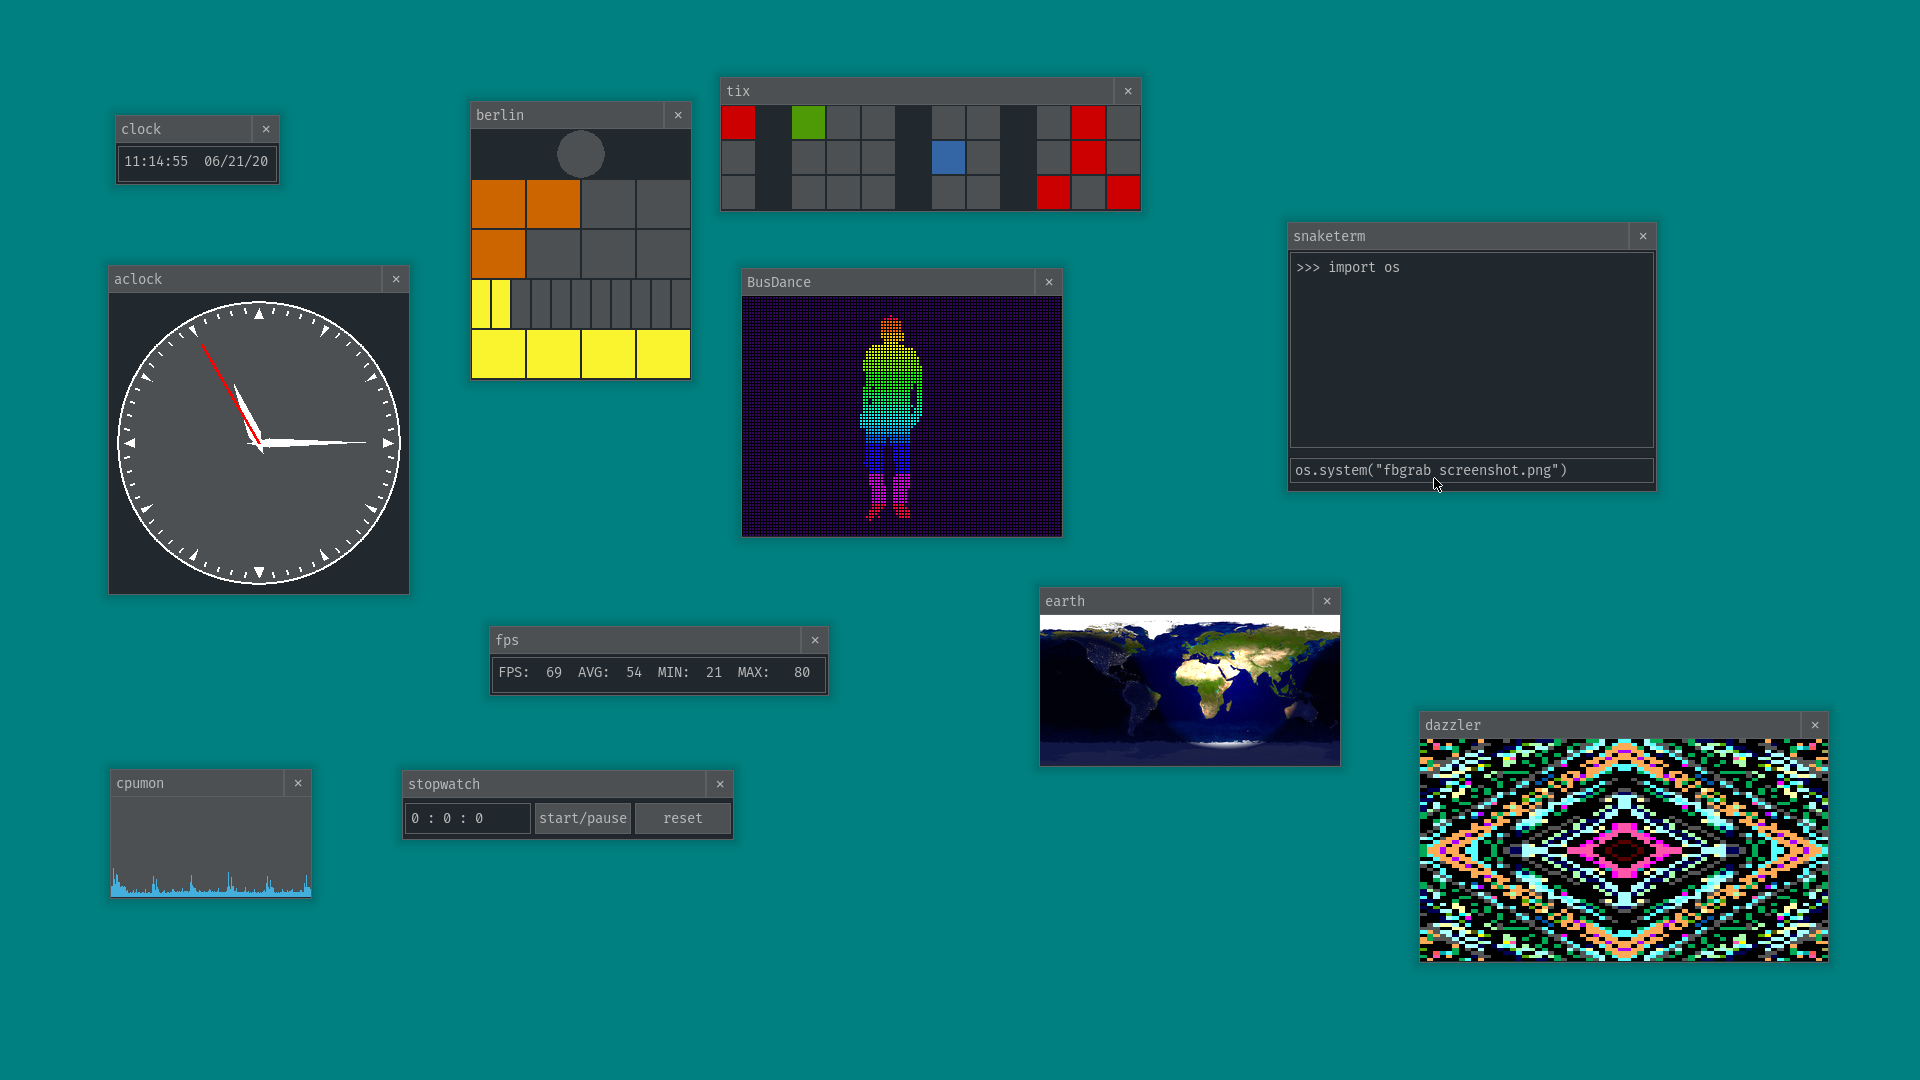 clock ×
11:14:55 06/21/20
berlin ×
tix ×
snaketerm ×
>>> import os
os.system("fbgrab screenshot.png")
aclock ×
BusDance ×
fps ×
FPS: 69 AVG: 54 MIN: 21 MAX: 80
earth ×
dazzler ×
cpumon ×
stopwatch ×
0 : 0 : 0 start/pause reset